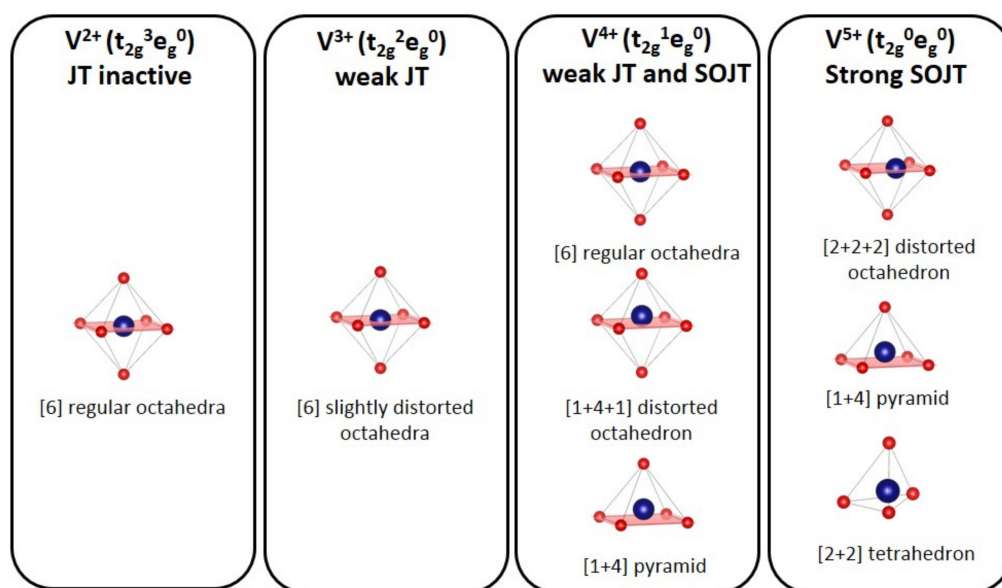 V²⁺ (t₂g³eg⁰)
JT inactive
[6] regular octahedra
V³⁺ (t₂g²eg⁰)
weak JT
[6] slightly distorted
octahedra
V⁴⁺ (t₂g¹eg⁰)
weak JT and SOJT
[6] regular octahedra
[1+4+1] distorted
octahedron
[1+4] pyramid
V⁵⁺ (t₂g⁰eg⁰)
Strong SOJT
[2+2+2] distorted
octahedron
[1+4] pyramid
[2+2] tetrahedron